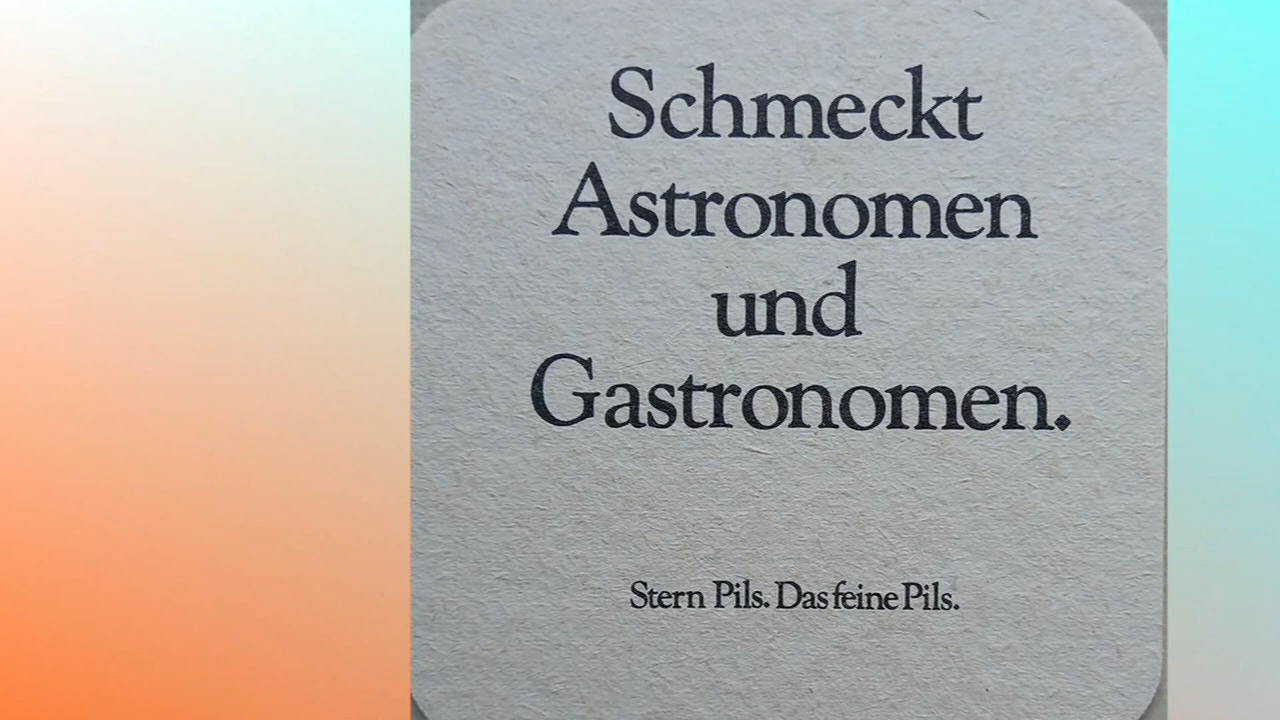 Schmeckt
Astronomen
und
Gastronomen.
Stern Pils. Das feine Pils.